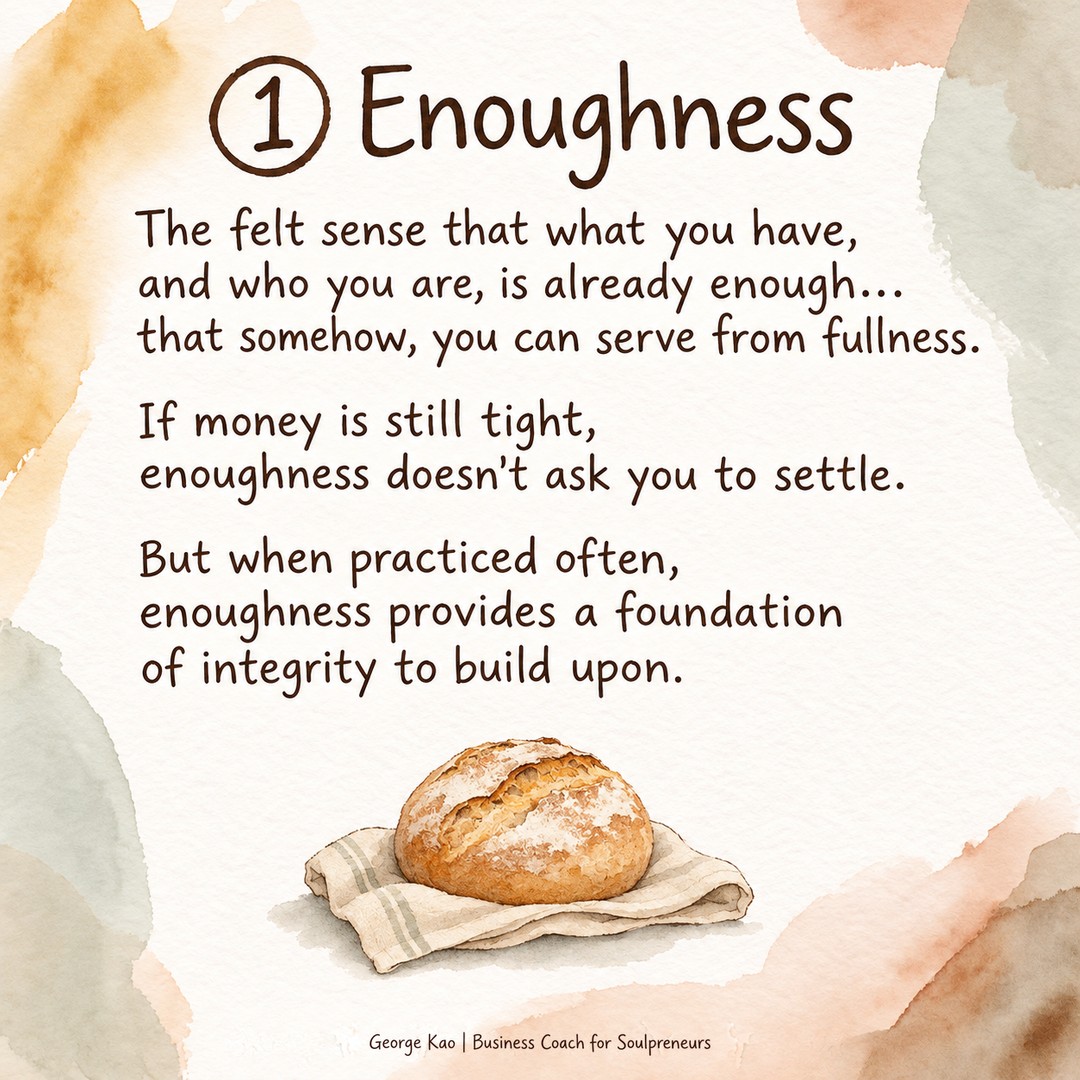 ① Enoughness
The felt sense that what you have,
and who you are, is already enough...
that somehow, you can serve from fullness.
If money is still tight,
enoughness doesn't ask you to settle.
But when practiced often,
enoughness provides a foundation
of integrity to build upon.
George Kao | Business Coach for Soulpreneurs